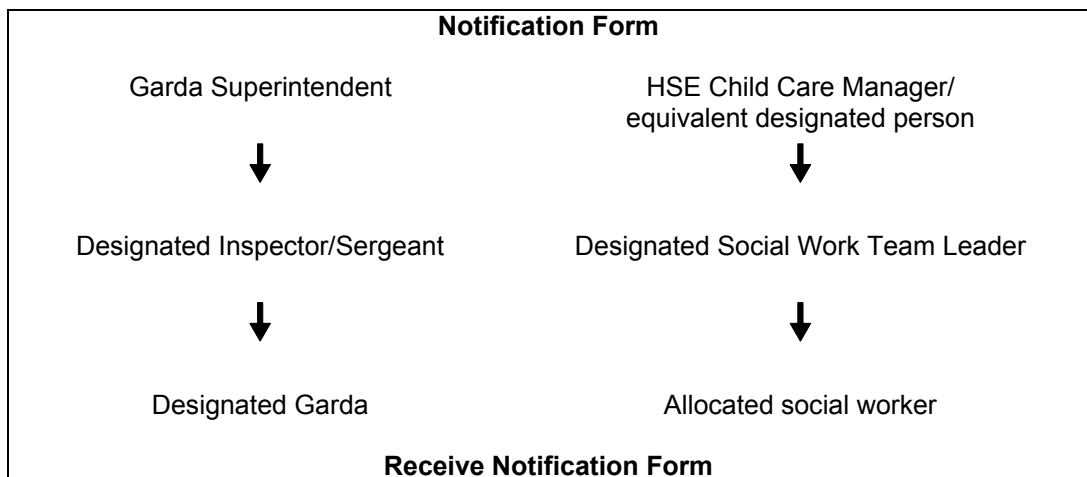 Notification Form
Garda Superintendent
HSE Child Care Manager/
equivalent designated person
Designated Inspector/Sergeant
Designated Social Work Team Leader
Designated Garda
Allocated social worker
Receive Notification Form